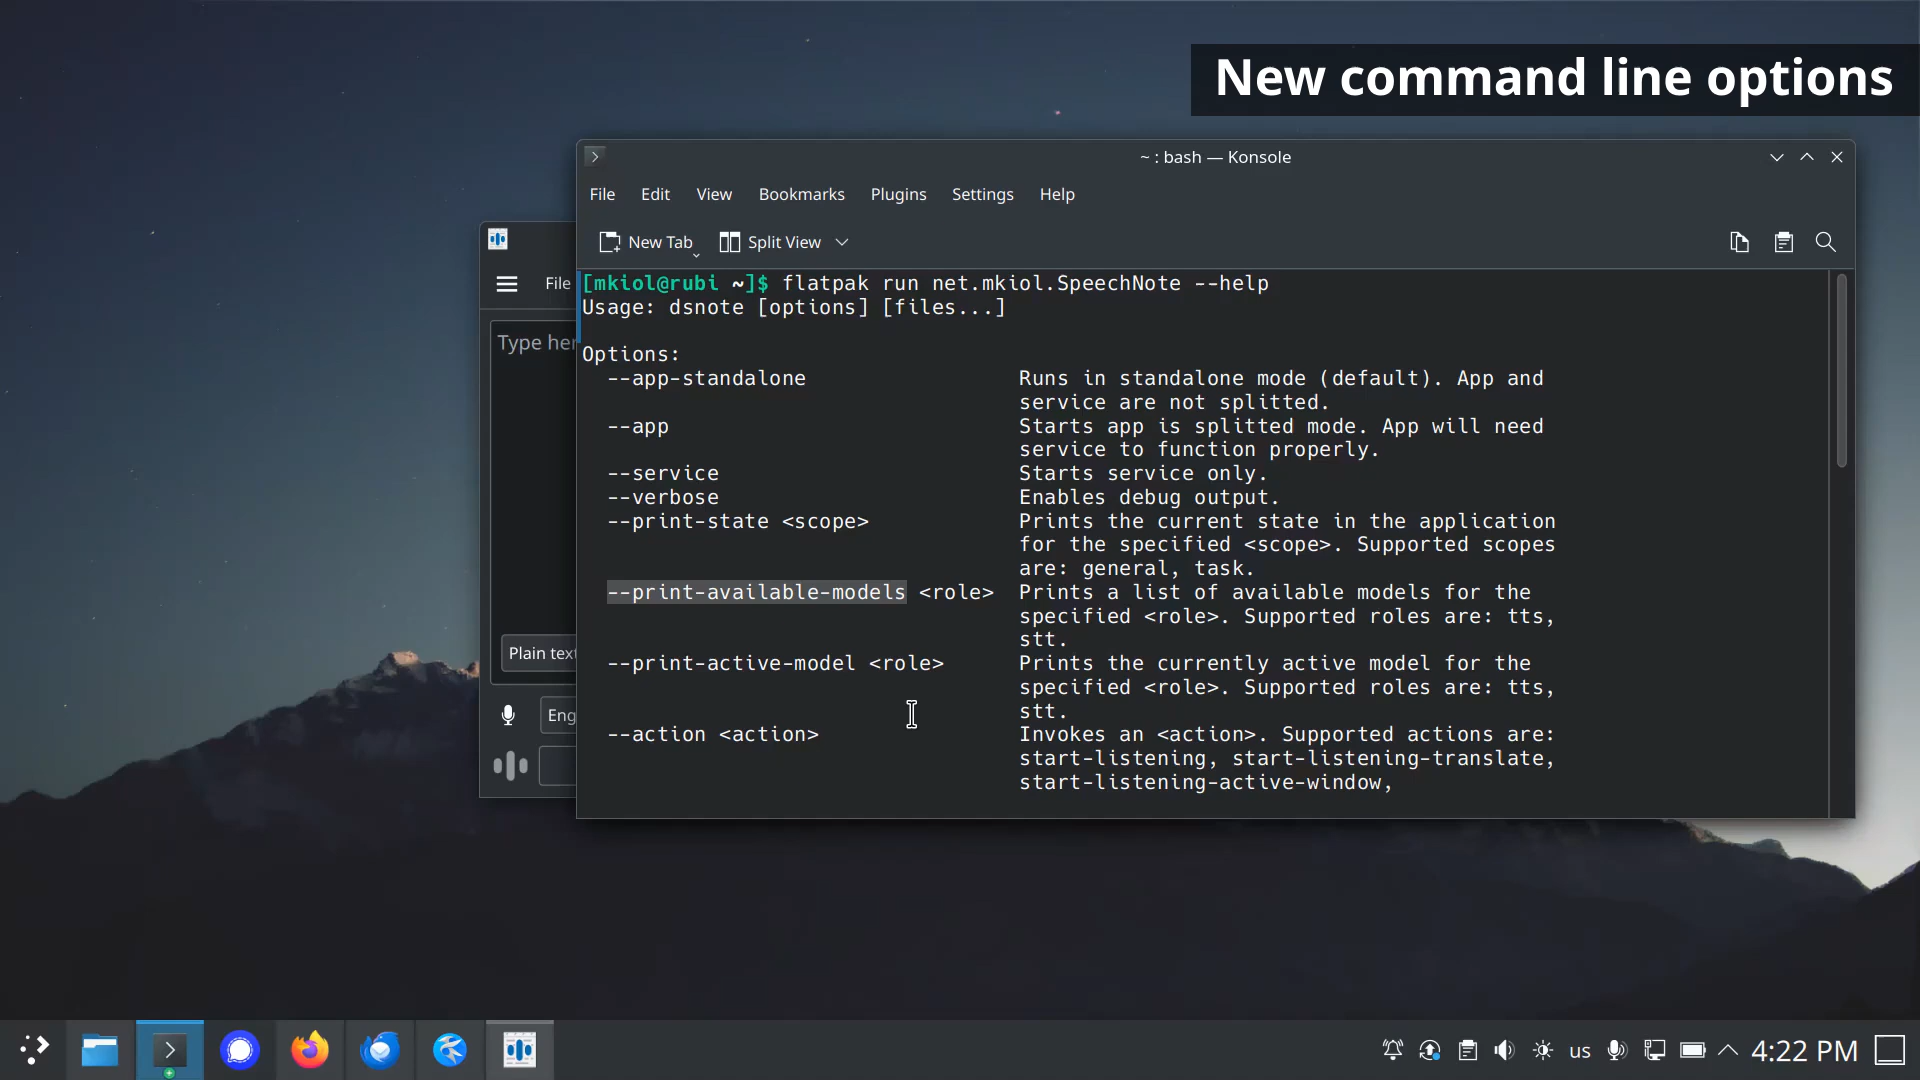 New command line options
~ : bash — Konsole
File Edit View Bookmarks Plugins Settings Help
New Tab Split View
File
Type her
Plain text
Eng
[mkiol@rubi ~]$ flatpak run net.mkiol.SpeechNote --help
Usage: dsnote [options] [files...]
Options:
--app-standalone Runs in standalone mode (default). App and
service are not splitted.
--app Starts app is splitted mode. App will need
service to function properly.
--service Starts service only.
--verbose Enables debug output.
--print-state <scope> Prints the current state in the application
for the specified <scope>. Supported scopes
are: general, task.
--print-available-models <role> Prints a list of available models for the
specified <role>. Supported roles are: tts,
stt.
--print-active-model <role> Prints the currently active model for the
specified <role>. Supported roles are: tts,
stt.
--action <action> Invokes an <action>. Supported actions are:
start-listening, start-listening-translate,
start-listening-active-window,
us 4:22 PM